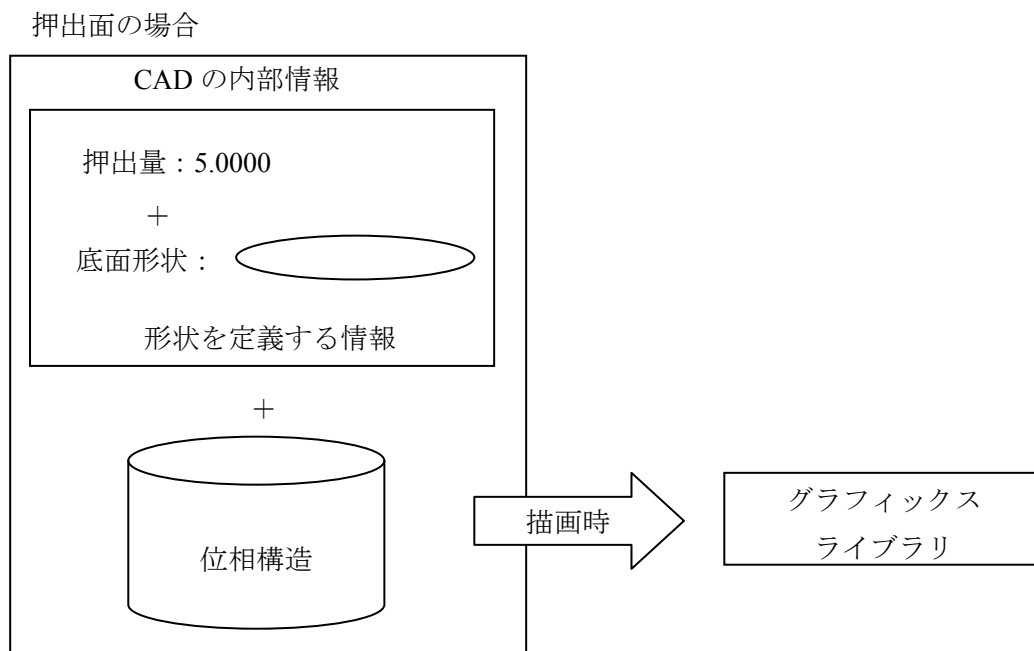 押出面の場合
CAD の内部情報
押出量：5.0000
＋
底面形状：
形状を定義する情報
＋
位相構造
描画時
グラフィックス
ライブラリ